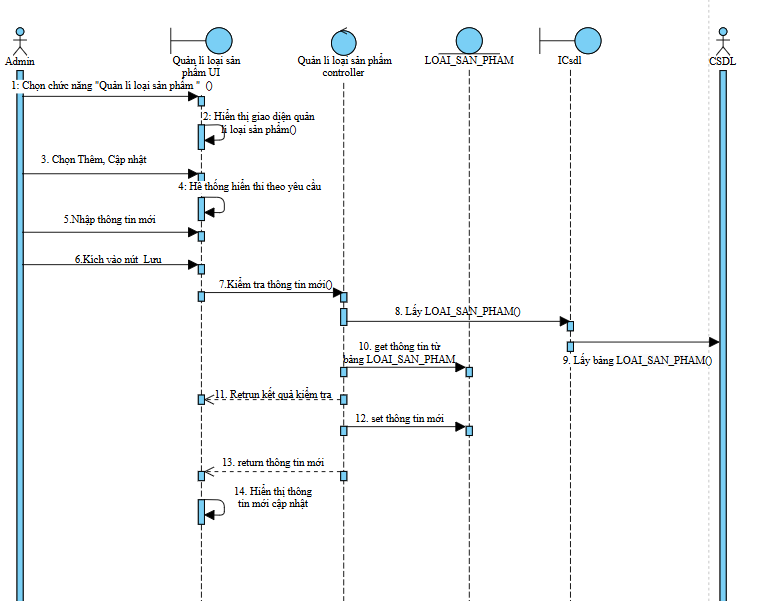 Admin
Quản lí loại sản
phẩm UI
Quản lí loại sản phẩm
controller
LOAI_SAN_PHAM
ICsdl
CSDL
1: Chọn chức năng "Quản lí loại sản phẩm " ()
2: Hiển thị giao diện quản
lí loại sản phẩm()
3. Chọn Thêm, Cập nhật
4: Hê thống hiển thi theo yêu cầu
5.Nhập thông tin mới
6.Kích vào nút Lưu
7.Kiểm tra thông tin mới()
8. Lấy LOAI_SAN_PHAM()
9. Lấy bảng LOAI_SAN_PHAM()
10. get thông tin từ
bảng LOAI_SAN_PHAM
11. Retrun kết quả kiểm tra
12. set thông tin mới
13. return thông tin mới
14. Hiển thị thông
tin mới cập nhật